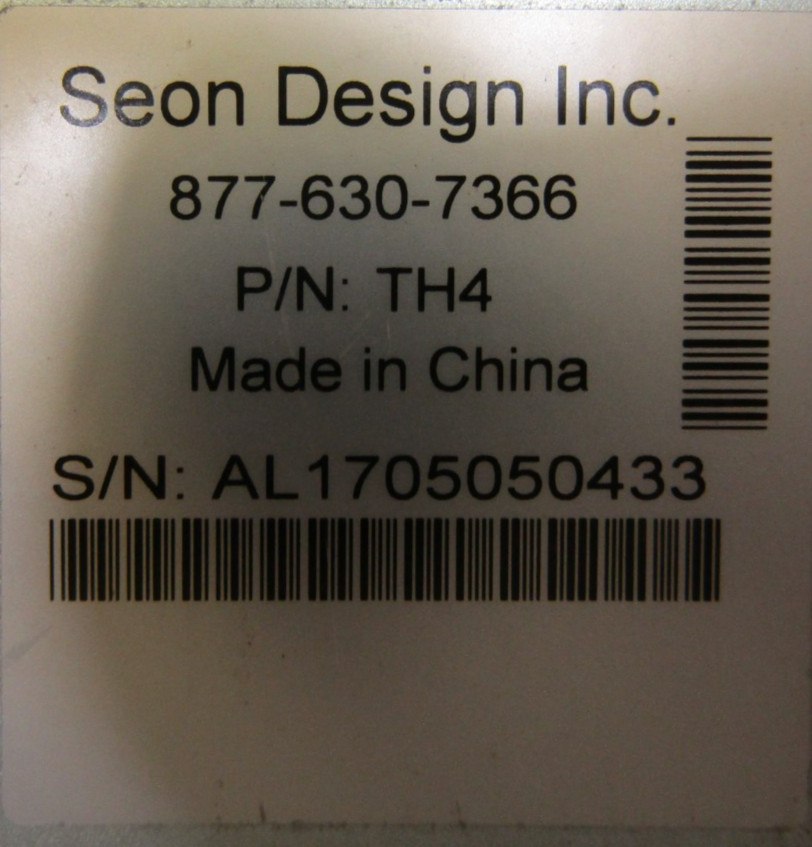 Seon Design Inc.
877-630-7366
P/N: TH4
Made in China
S/N: AL1705050433